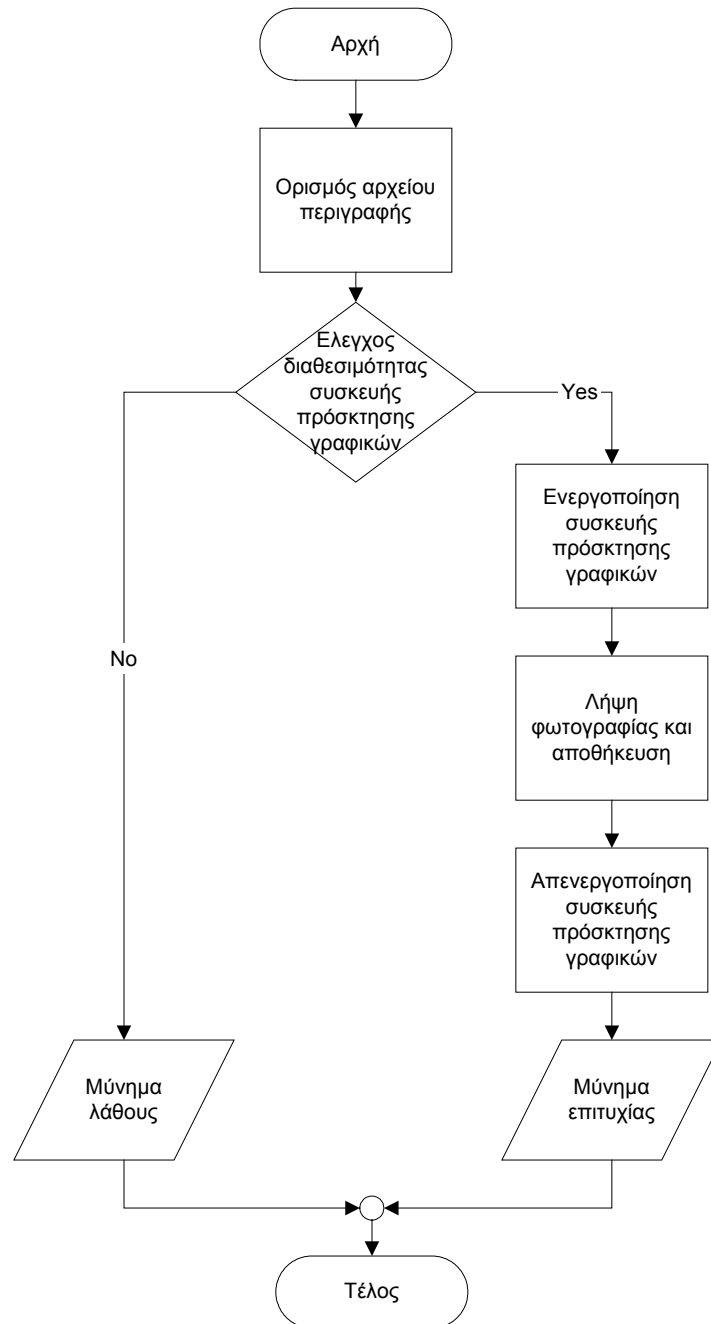 Αρχή
Ορισμός αρχείου
περιγραφής
Ελεγχος
διαθεσιμότητας
συσκευής
πρόσκτησης
γραφικών
Yes
Ενεργοποίηση
συσκευής
πρόσκτησης
γραφικών
No
Λήψη
φωτογραφίας και
αποθήκευση
Απενεργοποίηση
συσκευής
πρόσκτησης
γραφικών
Μύνημα
λάθους
Μύνημα
επιτυχίας
Τέλος